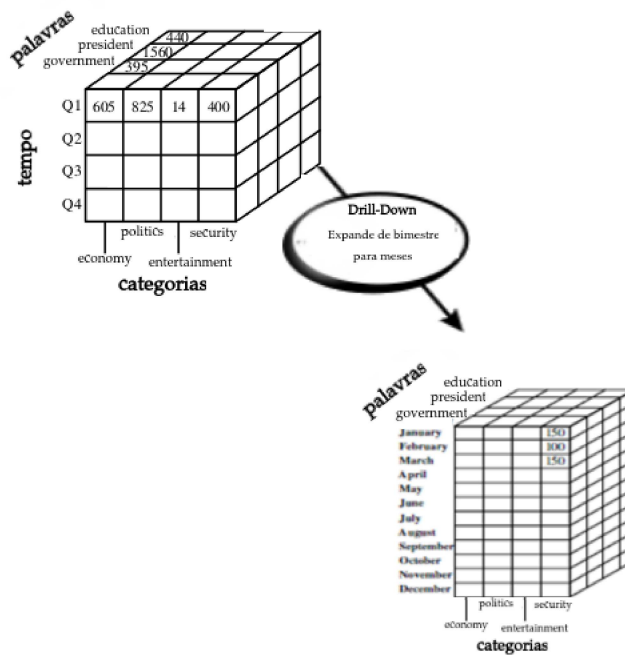 palavras
education
president
government
440
1560
395
tempo
Q1 605 825 14 400
Q2
Q3
Q4
politics security
economy entertainment
categorias
Drill-Down
Expande de bimestre
para meses
palavras
education
president
government
January 150
February 100
March 150
April
May
June
July
August
September
October
November
December
politics security
economy entertainment
categorias